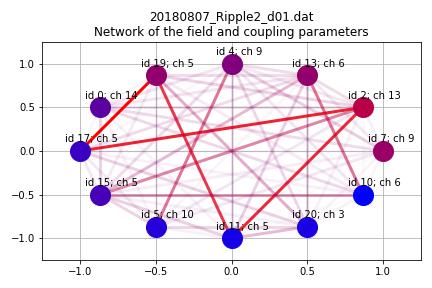 20180807_Ripple2_d01.dat
Network of the field and coupling parameters
id 4; ch 9
id 19; ch 5
id 13; ch 6
id 0; ch 14
id 2; ch 13
id 17; ch 5
id 7; ch 9
id 15; ch 5
id 10; ch 6
id 5; ch 10
id 20; ch 3
id 11; ch 5
1.0
0.5
0.0
−0.5
−1.0
−1.0
−0.5
0.0
0.5
1.0